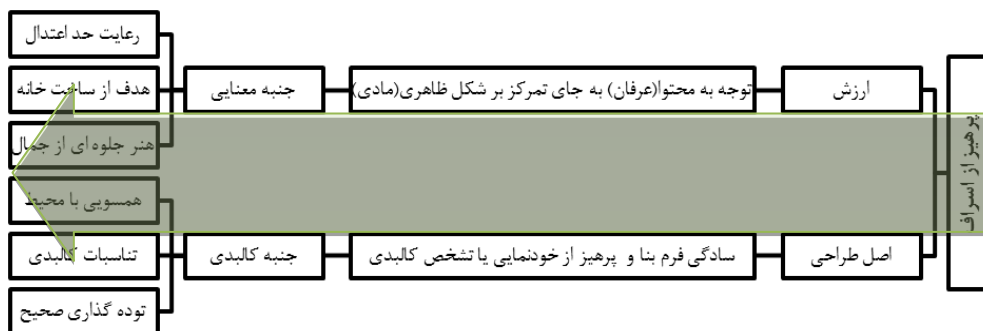 پرهیز از اسراف
ارزش
توجه به محتوا(عرفان) به جای تمرکز بر شکل ظاهری(مادی)
جنبه معنایی
رعایت حد اعتدال
هدف از ساخت خانه
هنر جلوه ای از جمال
اصل طراحی
سادگی فرم بنا و پرهیز از خودنمایی یا تشخص کالبدی
جنبه کالبدی
همسویی با محیط
تناسبات کالبدی
توده گذاری صحیح